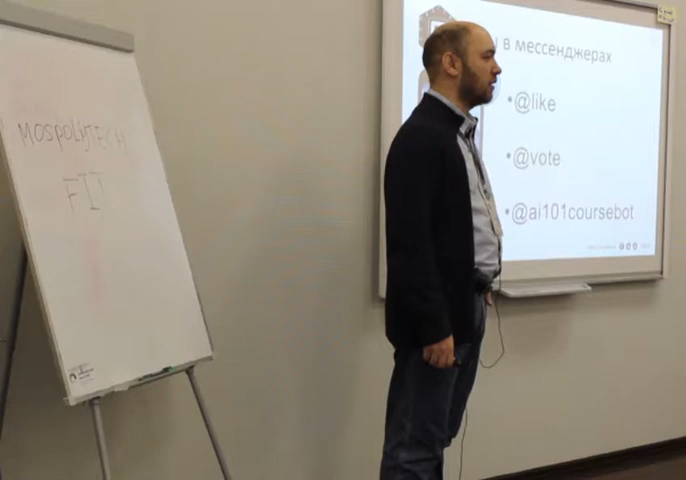 MOSPOLYTECH
FIT
в мессенджерах
•@like
•@vote
•@ai101coursebot